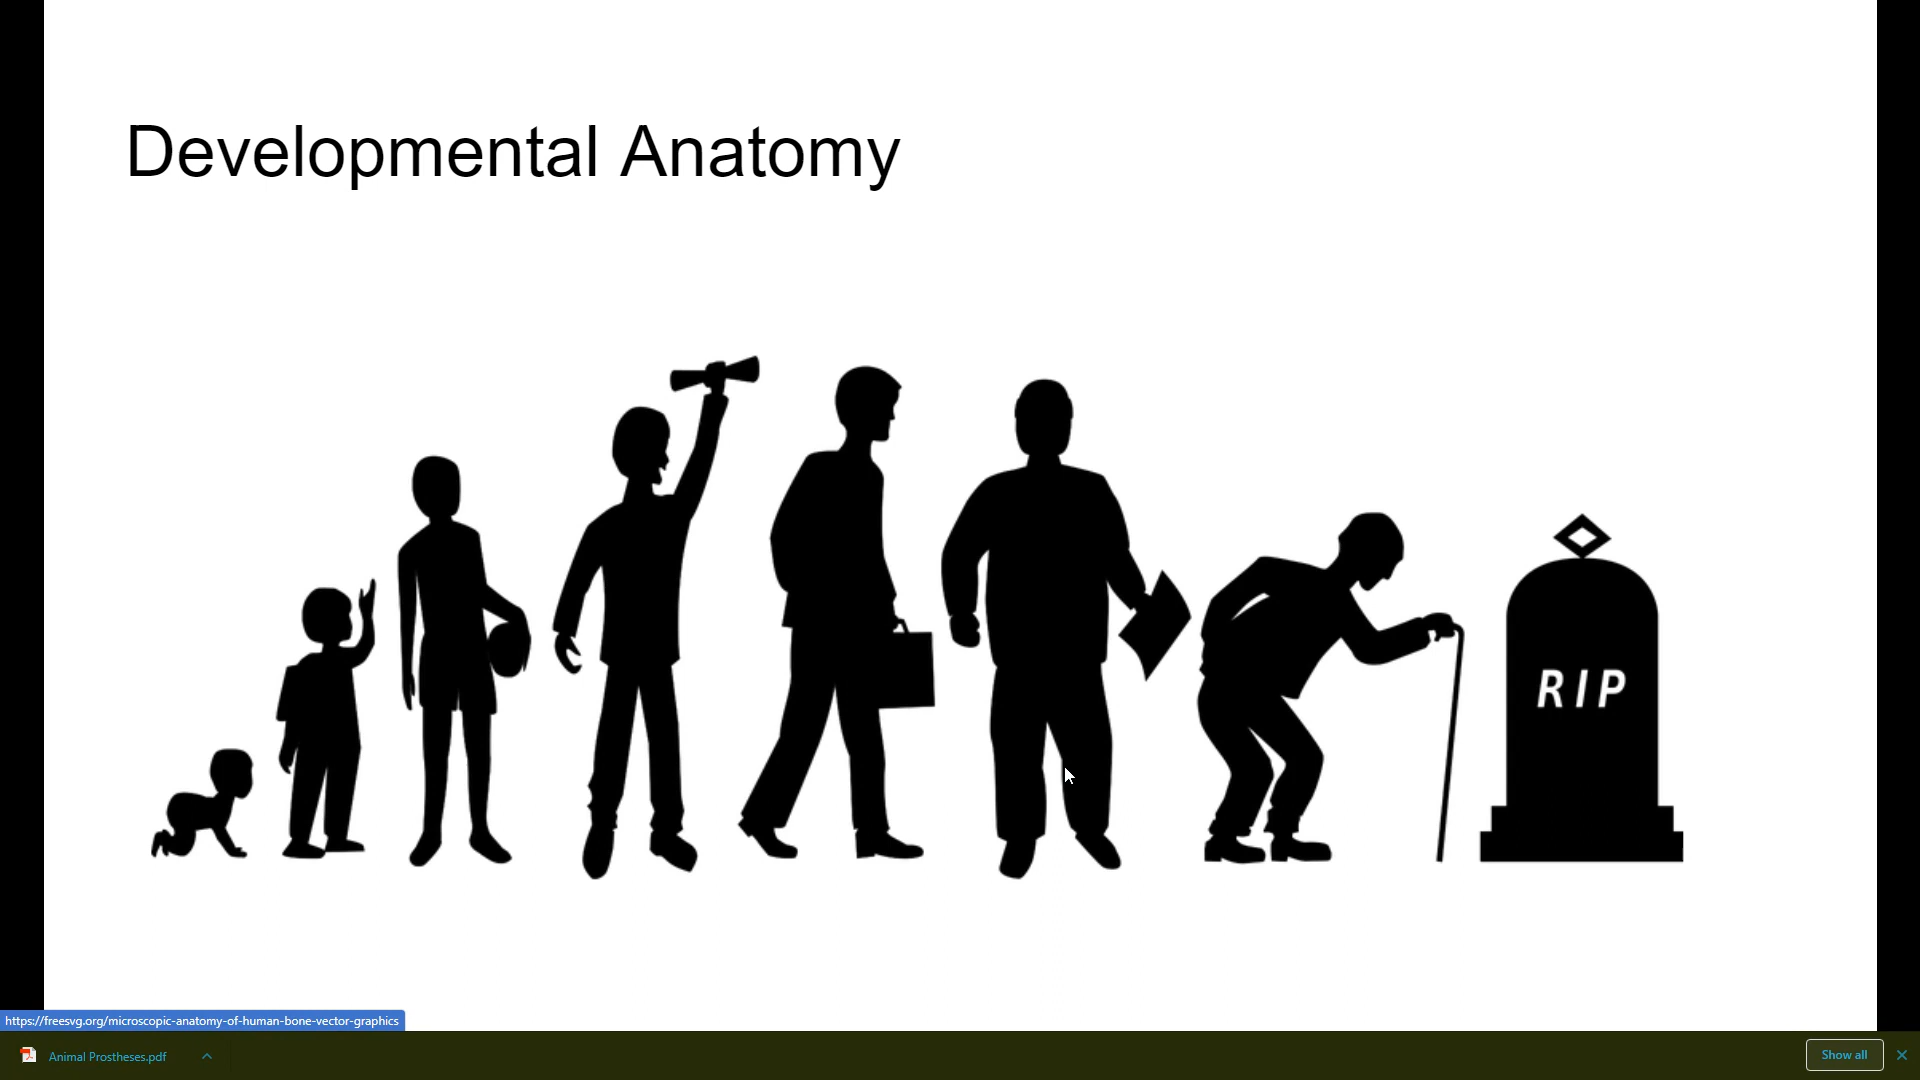 Developmental Anatomy
RIP
https://freesvg.org/microscopic-anatomy-of-human-bone-vector-graphics
Animal Prostheses.pdf
Show all